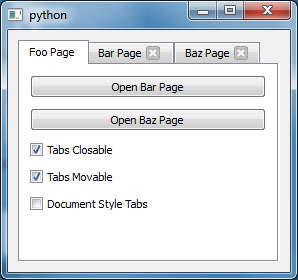 python
Foo Page Bar Page Baz Page
Open Bar Page
Open Baz Page
Tabs Closable
Tabs Movable
Document Style Tabs